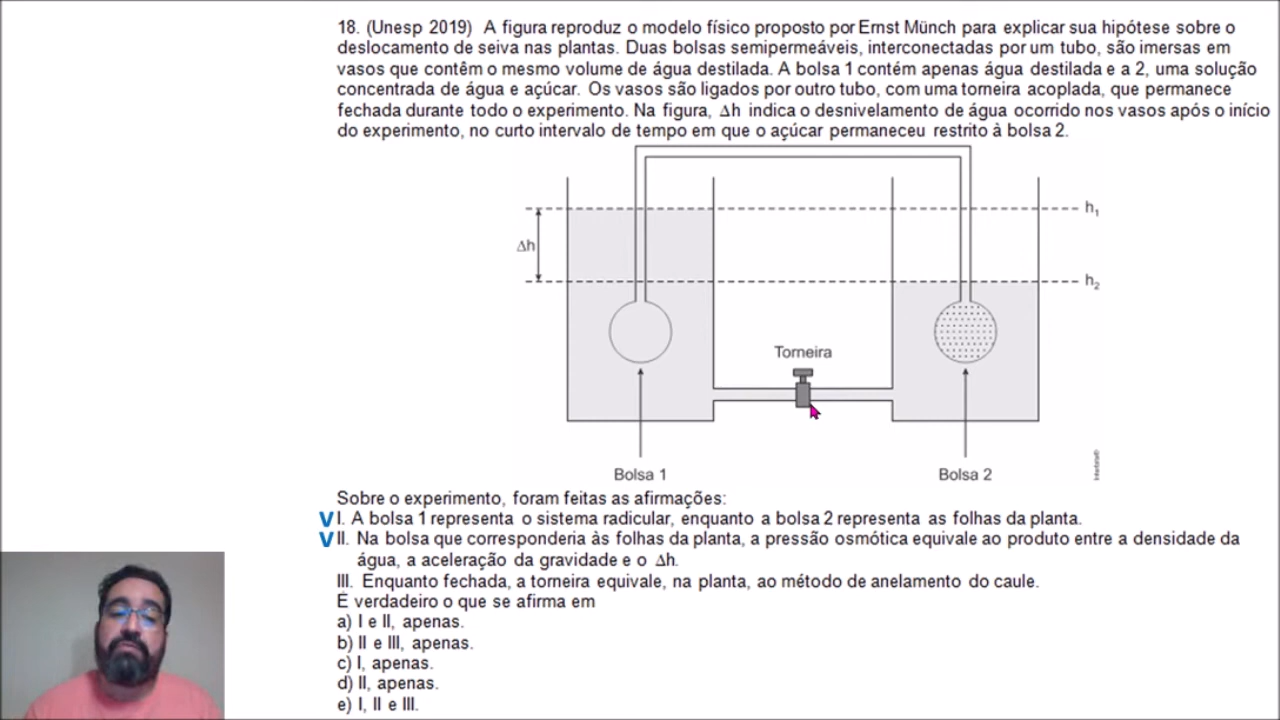 18. (Unesp 2019) A figura reproduz o modelo físico proposto por Ernst Münch para explicar sua hipótese sobre o
deslocamento de seiva nas plantas. Duas bolsas semipermeáveis, interconectadas por um tubo, são imersas em
vasos que contêm o mesmo volume de água destilada. A bolsa 1 contém apenas água destilada e a 2, uma solução
concentrada de água e açúcar. Os vasos são ligados por outro tubo, com uma torneira acoplada, que permanece
fechada durante todo o experimento. Na figura, Δh indica o desnivelamento de água ocorrido nos vasos após o início
do experimento, no curto intervalo de tempo em que o açúcar permaneceu restrito à bolsa 2.
h₁
Δh
h₂
Torneira
Bolsa 1
Bolsa 2
Sobre o experimento, foram feitas as afirmações:
V I. A bolsa 1 representa o sistema radicular, enquanto a bolsa 2 representa as folhas da planta.
V II. Na bolsa que corresponderia às folhas da planta, a pressão osmótica equivale ao produto entre a densidade da
água, a aceleração da gravidade e o Δh.
III. Enquanto fechada, a torneira equivale, na planta, ao método de anelamento do caule.
É verdadeiro o que se afirma em
a) I e II, apenas.
b) II e III, apenas.
c) I, apenas.
d) II, apenas.
e) I, II e III.